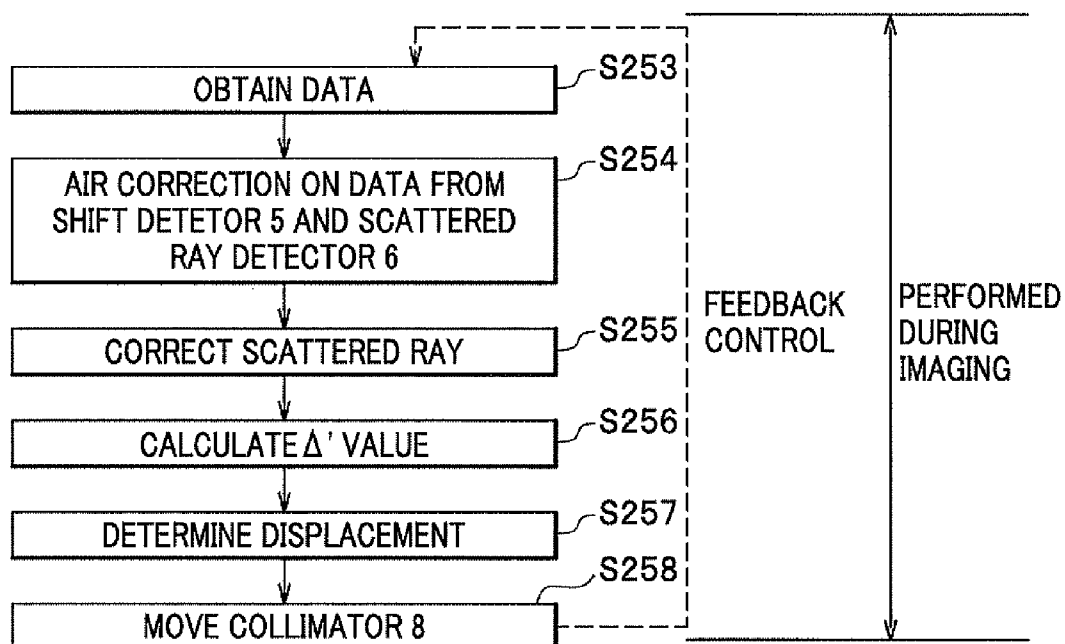 OBTAIN DATA
S253
AIR CORRECTION ON DATA FROM
SHIFT DETETOR 5 AND SCATTERED
RAY DETECTOR 6
S254
CORRECT SCATTERED RAY
S255
CALCULATE Δ' VALUE
S256
DETERMINE DISPLACEMENT
S257
MOVE COLLIMATOR 8
S258
FEEDBACK
CONTROL
PERFORMED
DURING
IMAGING